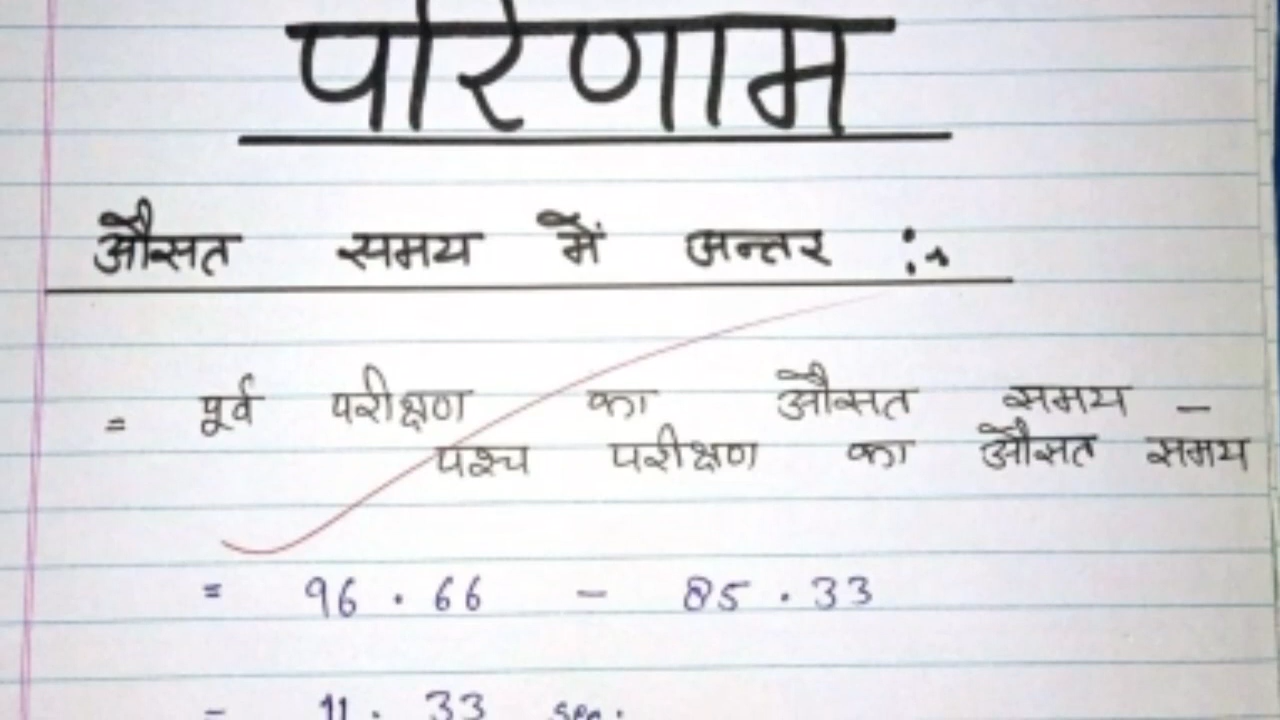 परिणाम
औसत समय में अन्तर :-
= पूर्व परीक्षण का औसत समय -
पश्च परीक्षण का औसत समय
= 96.66 - 85.33
= 11.33 sec.